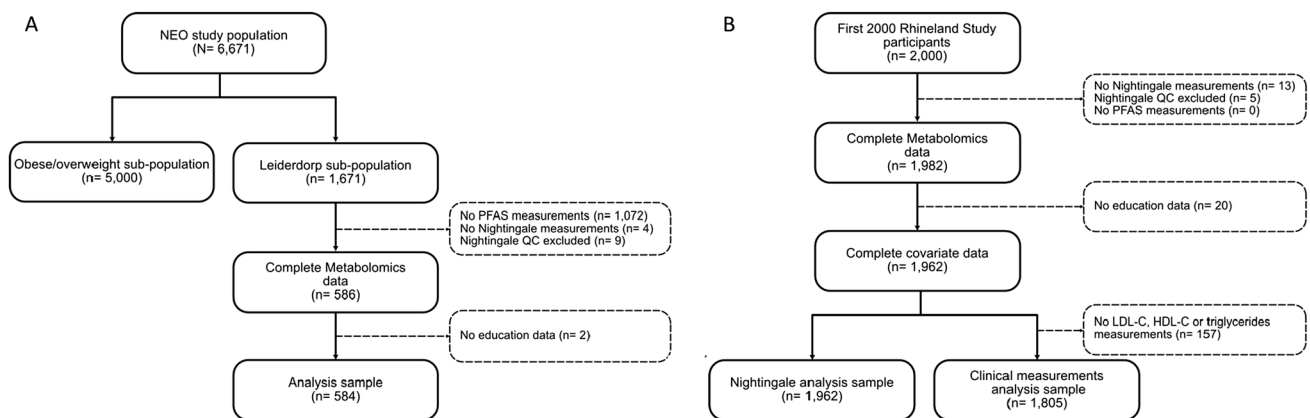 A
NEO study population
(N= 6,671)
Obese/overweight sub-population
(n= 5,000)
Leiderdorp sub-population
(n= 1,671)
No PFAS measurements (n= 1,072)
No Nightingale measurements (n= 4)
Nightingale QC excluded (n= 9)
Complete Metabolomics
data
(n= 586)
No education data (n= 2)
Analysis sample
(n= 584)
B
First 2000 Rhineland Study
participants
(n= 2,000)
No Nightingale measurements (n= 13)
Nightingale QC excluded (n= 5)
No PFAS measurements (n= 0)
Complete Metabolomics
data
(n= 1,982)
No education data (n= 20)
Complete covariate data
(n= 1,962)
No LDL-C, HDL-C or triglycerides
measurements (n= 157)
Nightingale analysis sample
(n= 1,962)
Clinical measurements
analysis sample
(n= 1,805)